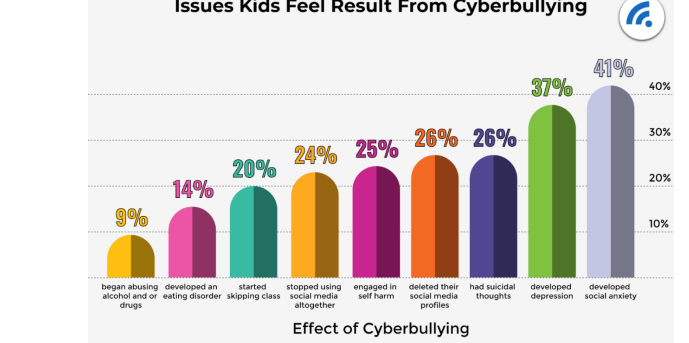 Issues Kids Feel Result From Cyberbullying
41%
37%
40%
26%
26%
25%
24%
30%
20%
14%
20%
9%
10%
began abusing
alcohol and or
drugs
developed an
eating disorder
started
skipping class
stopped using
social media
altogether
engaged in
self harm
deleted their
social media
profiles
had suicidal
thoughts
developed
depression
developed
social anxiety
Effect of Cyberbullying